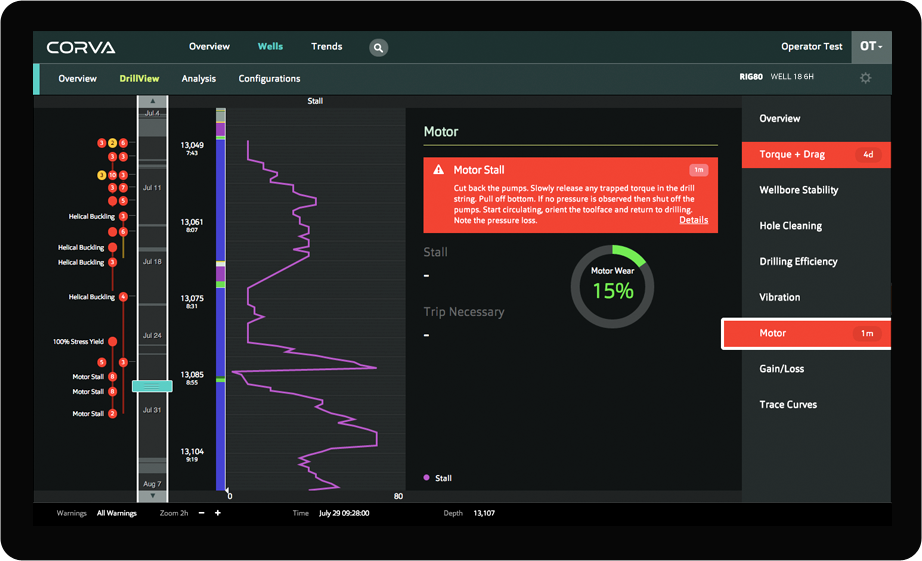 CORVA
Overview
Wells
Trends
Operator Test
OT
Overview
DrillView
Analysis
Configurations
RIG80 WELL 18 6H
Stall
Jul 4
Jul 11
Jul 18
Jul 24
Jul 31
Aug 7
3 2 6
3 3
3 10 3
3 7
5
Helical Buckling 3
6
Helical Buckling
Helical Buckling 3
Helical Buckling 4
100% Stress Yield
5 3
Motor Stall 8
Motor Stall 8
Motor Stall 2
13,049
7:43
13,061
8:07
13,075
8:31
13,085
8:55
13,104
9:19
0
80
Motor
Motor Stall
1m
Cut back the pumps. Slowly release any trapped torque in the drill
string. Pull off bottom. if no pressure is observed then shut off the
pumps. Start circulating, orient the toolface and return to drilling.
Note the pressure loss.
Details
Stall
-
Trip Necessary
-
Motor Wear
15%
Stall
Overview
Torque + Drag 4d
Wellbore Stability
Hole Cleaning
Drilling Efficiency
Vibration
Motor 1m
Gain/Loss
Trace Curves
Warnings All Warnings Zoom 2h − + Time July 29 09:28:00 Depth 13,107